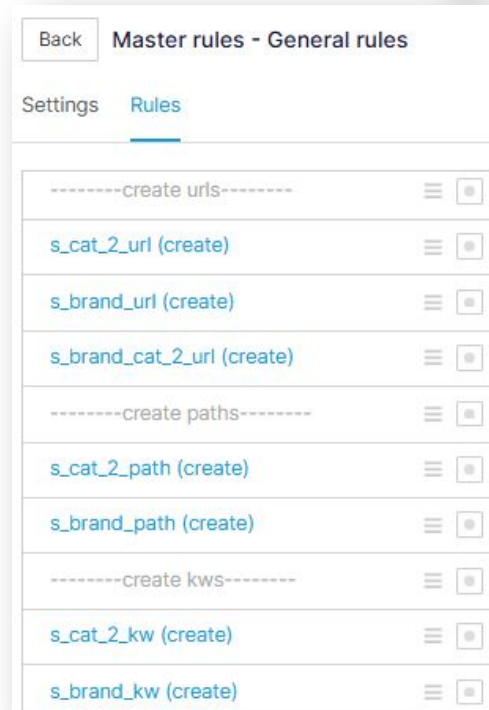 Back Master rules - General rules
Settings Rules
--------create urls--------
s_cat_2_url (create)
s_brand_url (create)
s_brand_cat_2_url (create)
--------create paths--------
s_cat_2_path (create)
s_brand_path (create)
--------create kws--------
s_cat_2_kw (create)
s_brand_kw (create)